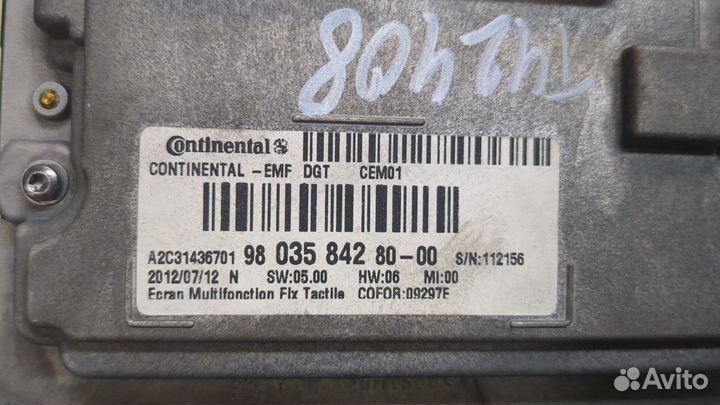 T42408
Continental
CONTINENTAL -EMF DGT CEM01
A2C31436701 98 035 842 80-00 S/N:112156
2012/07/12 N SW:05.00 HW:06 MI:00
Ecran Multifonction Fix Tactile COFOR:09297E
Avito